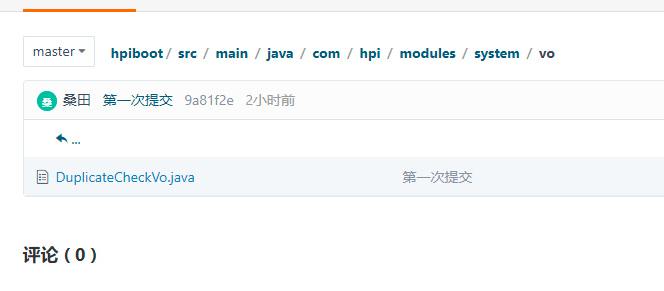 master hpiboot / src / main / java / com / hpi / modules / system / vo
桑 桑田 第一次提交 9a81f2e 2小时前
...
DuplicateCheckVo.java 第一次提交
评论 ( 0 )